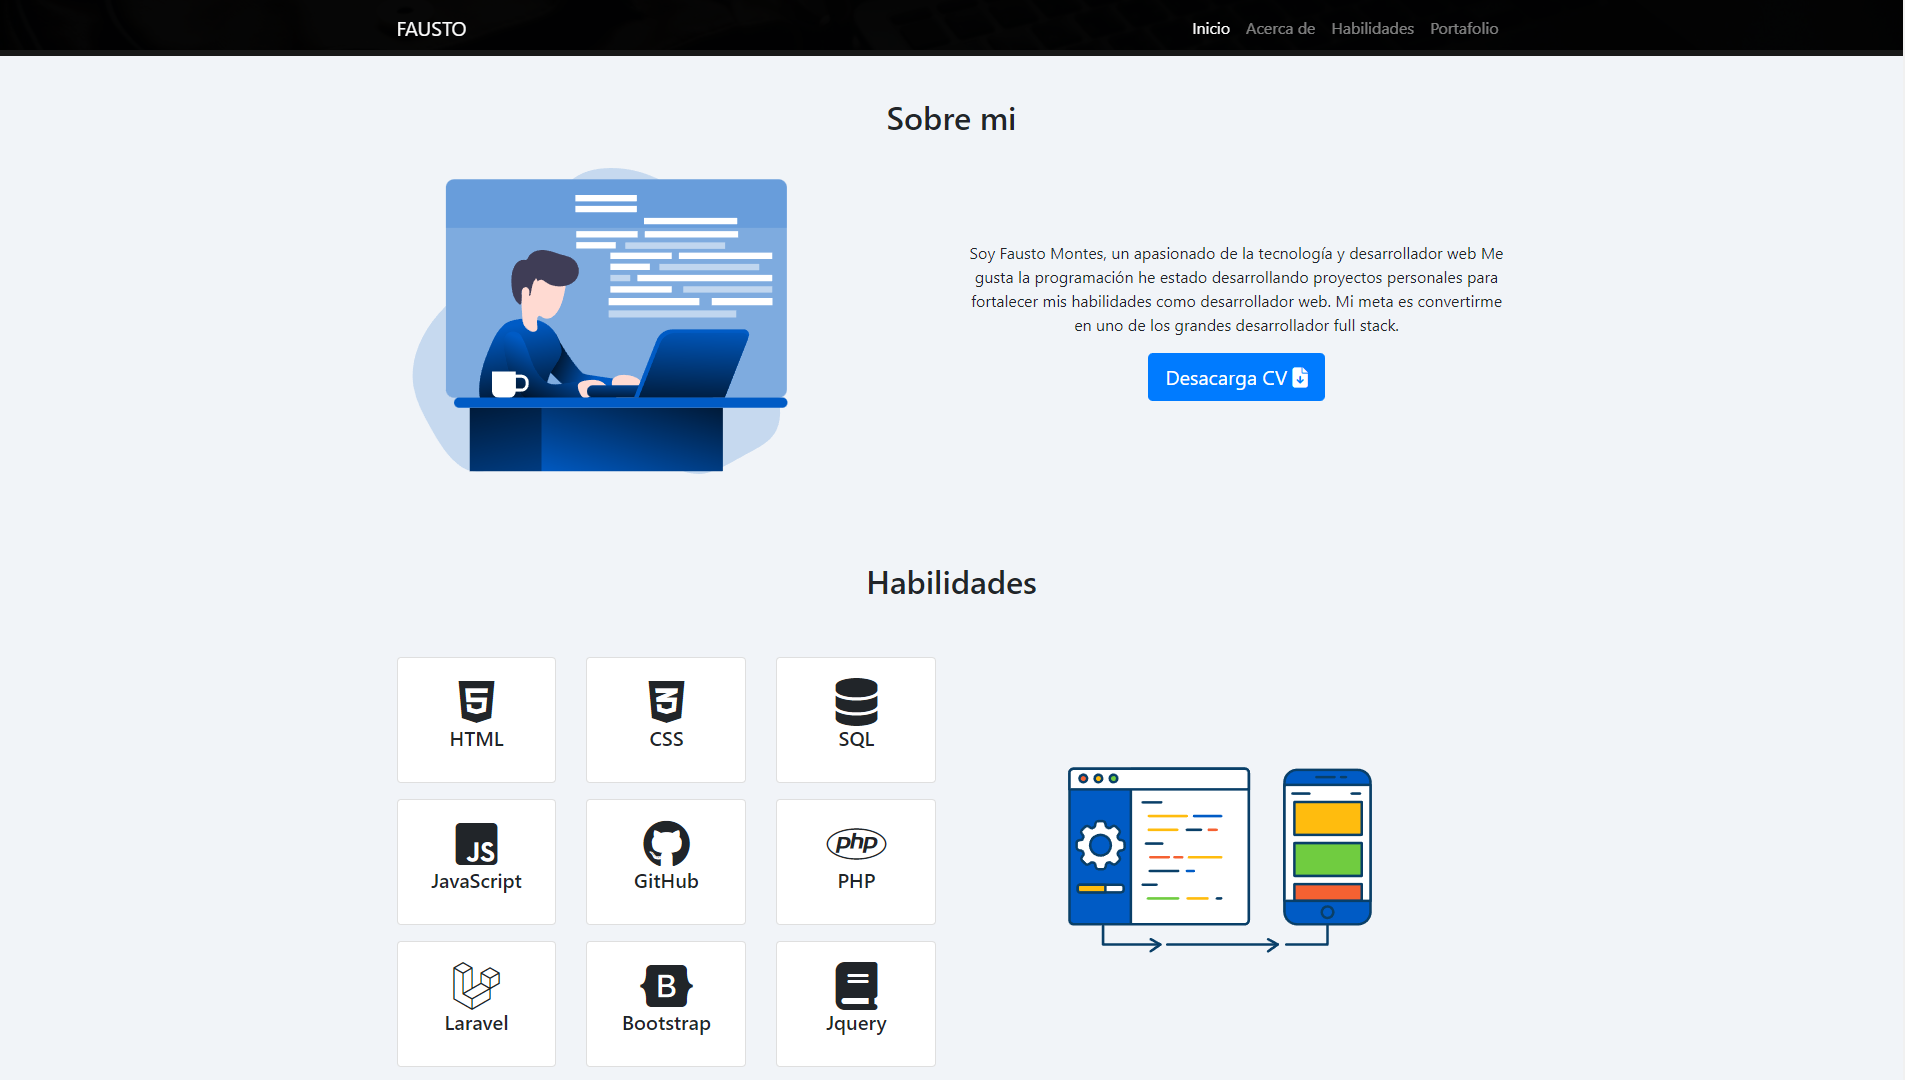 FAUSTO
Inicio Acerca de Habilidades Portafolio
Sobre mi
Soy Fausto Montes, un apasionado de la tecnología y desarrollador web Me
gusta la programación he estado desarrollando proyectos personales para
fortalecer mis habilidades como desarrollador web. Mi meta es convertirme
en uno de los grandes desarrollador full stack.
Desacarga CV
Habilidades
HTML
CSS
SQL
JS
JavaScript
GitHub
php
PHP
Laravel
B
Bootstrap
Jquery